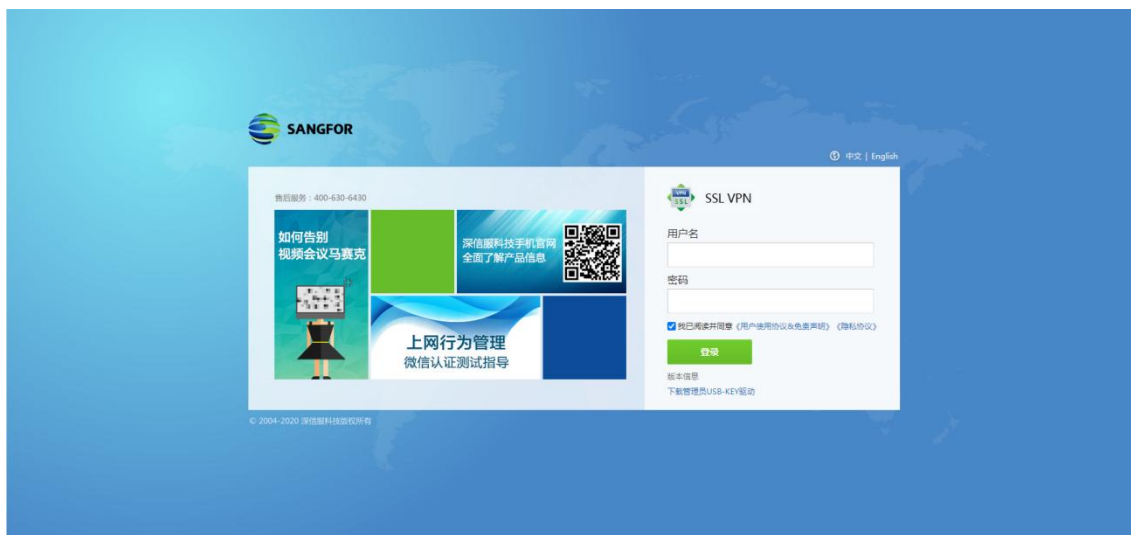 SANGFOR
中文 | English
售后服务：400-630-6430
如何告别
视频会议马赛克
深信服科技手机官网
全面了解产品信息
上网行为管理
微信认证测试指导
VPN
SSL
SSL VPN
用户名
密码
我已阅读并同意《用户使用协议&免责声明》《隐私协议》
登录
版本信息
下载管理员USB-KEY驱动
© 2004-2020 深信服科技版权所有